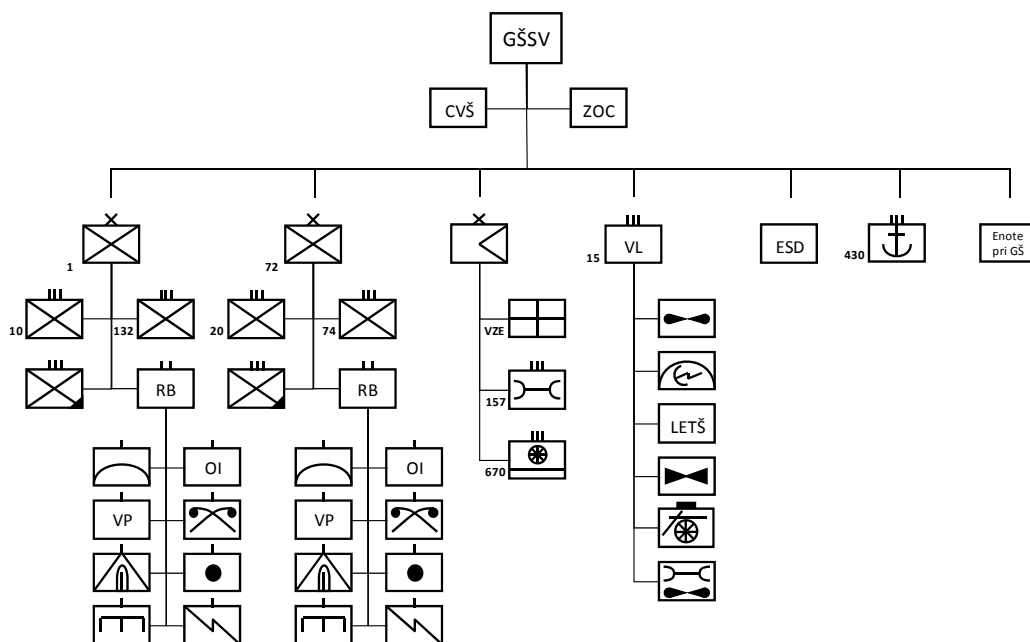 GŠSV
CVŠ
ZOC
1
72
VL
15
ESD
430
Enote
pri GŠ
10
132
20
74
VZE
RB
RB
157
LETŠ
OI
OI
670
VP
VP